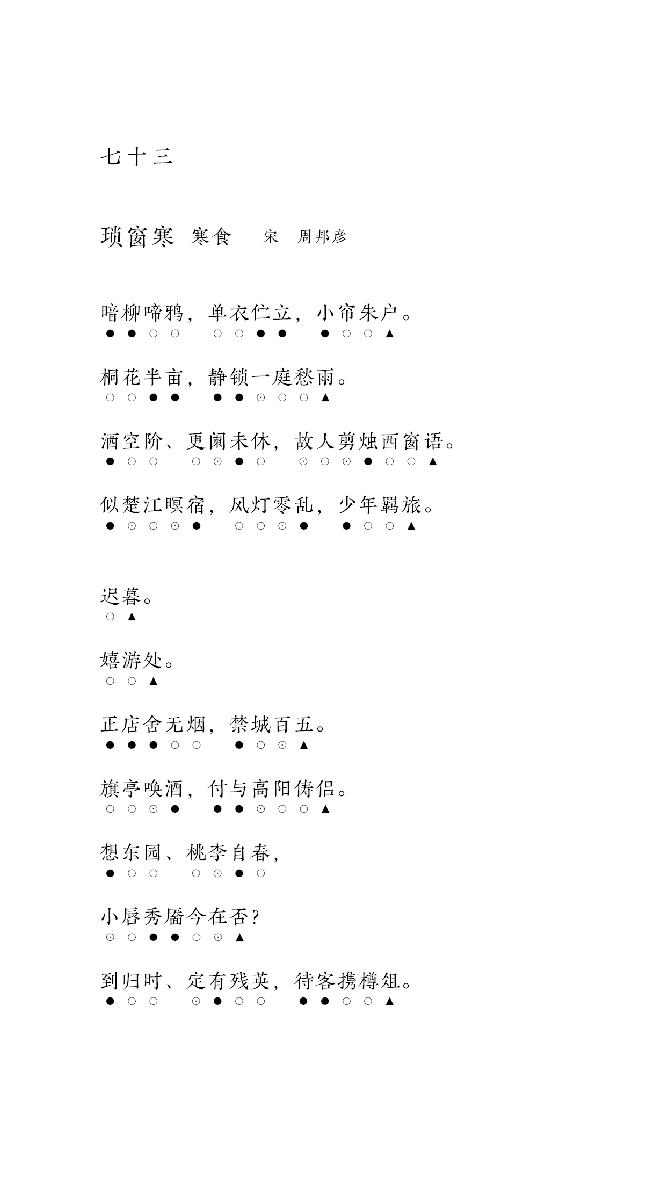 七十三
琐窗寒 寒食 宋 周邦彦
暗柳啼鸦，单衣伫立，小帘朱户。
●●○○ ○○●● ●○○▲
桐花半亩，静锁一庭愁雨。
○○●● ●●⊙○○▲
洒空阶、更阑未休，故人剪烛西窗语。
●○○ ○⊙●○ ⊙○⊙●○○▲
似楚江暝宿，风灯零乱，少年羁旅。
●⊙○⊙● ○○⊙● ●○○▲
迟暮。
○▲
嬉游处。
○○▲
正店舍无烟，禁城百五。
●●●○○ ●○⊙▲
旗亭唤酒，付与高阳俦侣。
○○⊙● ●●⊙○○▲
想东园、桃李自春，
●○○ ○⊙●○
小唇秀靥今在否？
⊙○●●○⊙▲
到归时、定有残英，待客携樽俎。
●○○ ⊙●○○ ●●○○▲